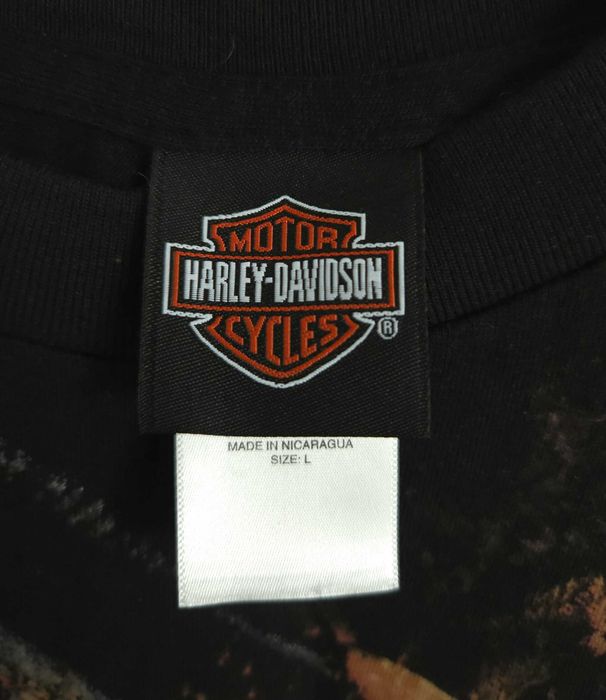 MOTOR
HARLEY-DAVIDSON
CYCLES
®
MADE IN NICARAGUA
SIZE: L